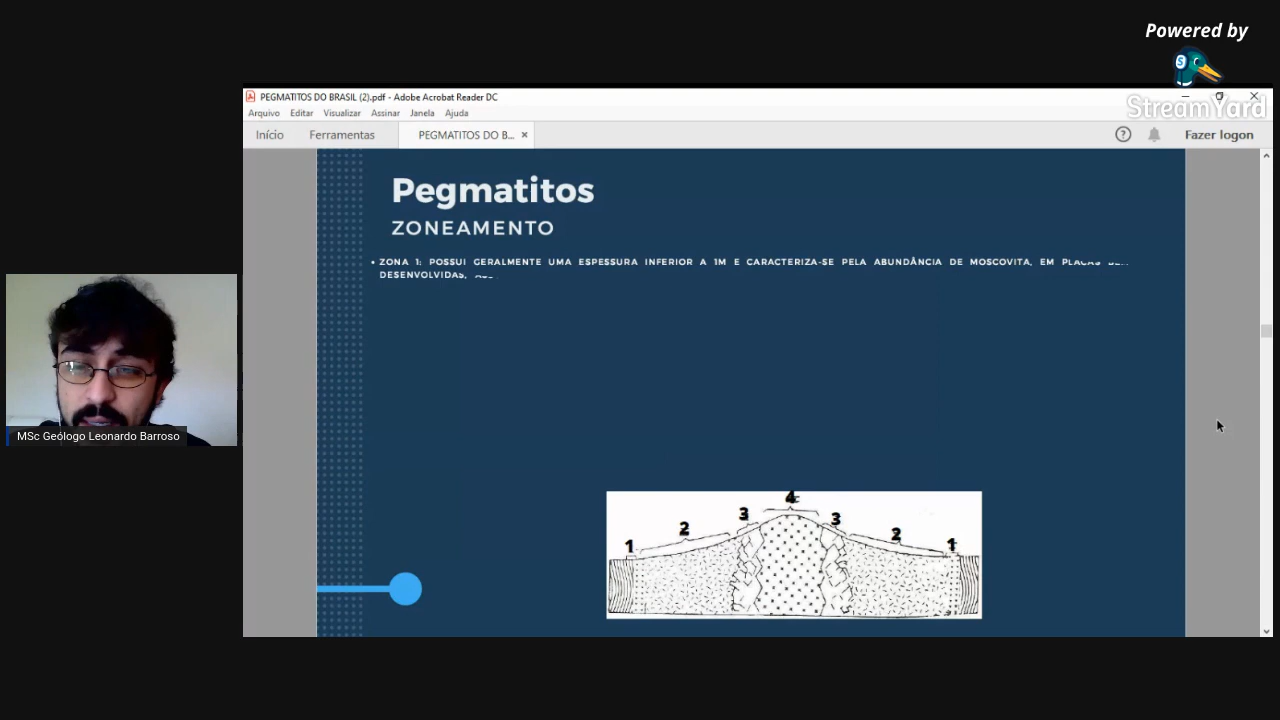 Powered by
StreamYard
PEGMATITOS DO BRASIL (2).pdf - Adobe Acrobat Reader DC
Arquivo Editar Visualizar Assinar Janela Ajuda
Início Ferramentas PEGMATITOS DO B... × Fazer logon
Pegmatitos
ZONEAMENTO
• ZONA 1: POSSUI GERALMENTE UMA ESPESSURA INFERIOR A 1M E CARACTERIZA-SE PELA ABUNDÂNCIA DE MOSCOVITA, EM PLACAS
DESENVOLVIDAS,
4
3 3
2 2
1 1
MSc Geólogo Leonardo Barroso